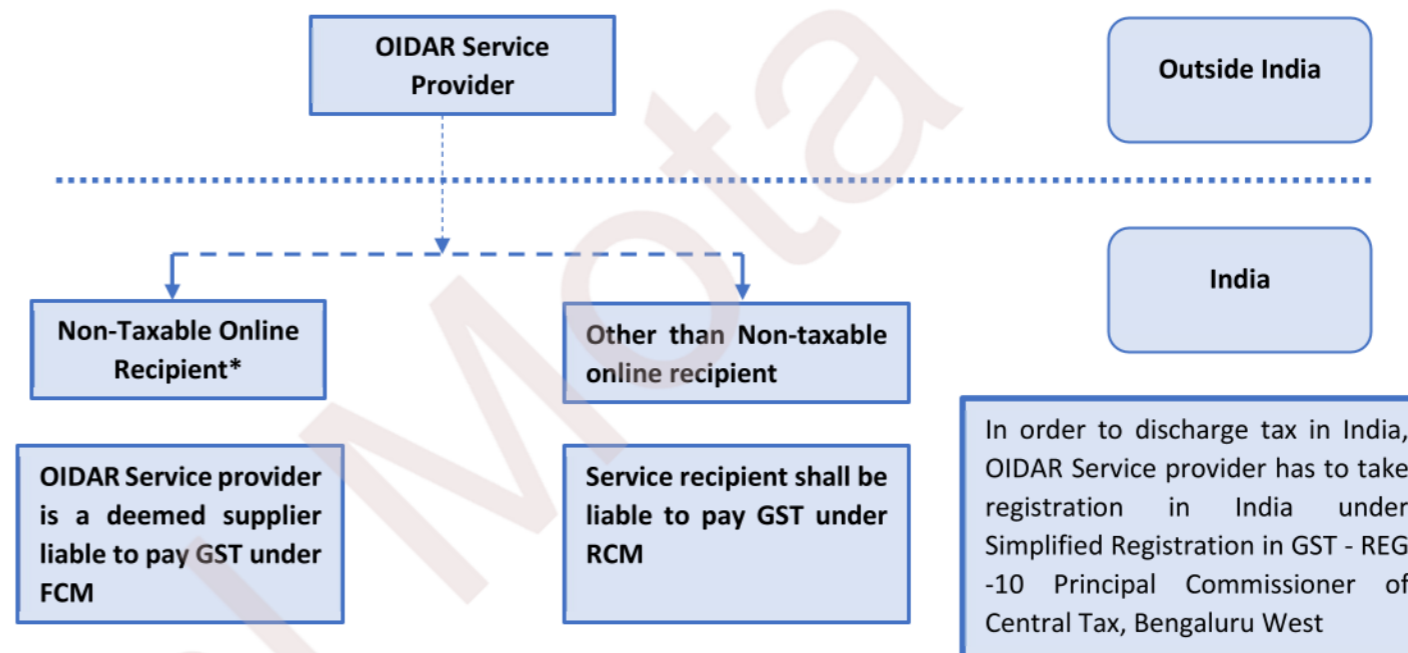 OIDAR Service
Provider
Outside India
India
Non-Taxable Online
Recipient*
Other than Non-taxable
online recipient
OIDAR Service provider
is a deemed supplier
liable to pay GST under
FCM
Service recipient shall be
liable to pay GST under
RCM
In order to discharge tax in India,
OIDAR Service provider has to take
registration in India under
Simplified Registration in GST - REG
-10 Principal Commissioner of
Central Tax, Bengaluru West
Mota